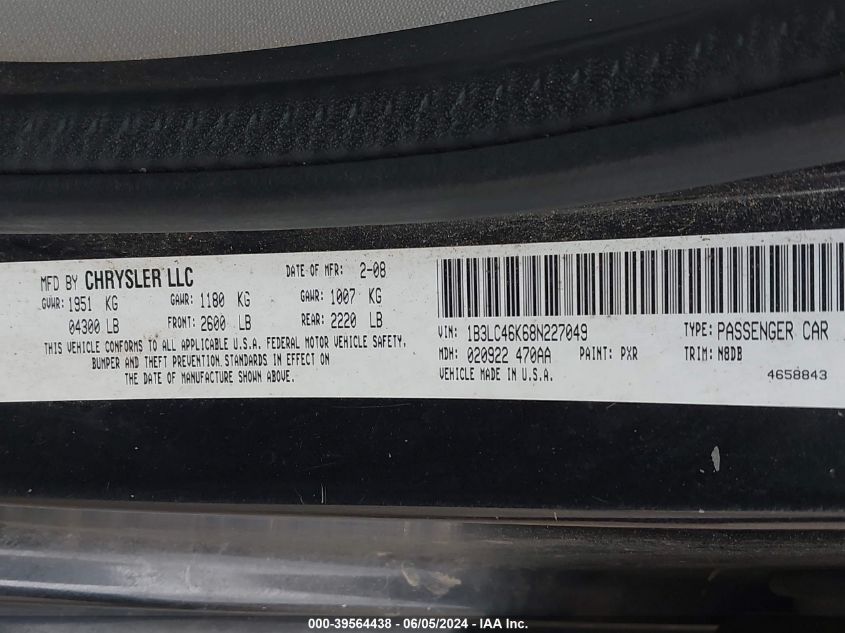 MFD BY CHRYSLER LLC DATE OF MFR: 2-08
GVWR: 1951 KG GAWR: 1180 KG GAWR: 1007 KG
04300 LB FRONT: 2600 LB REAR: 2220 LB
THIS VEHICLE CONFORMS TO ALL APPLICABLE U.S.A. FEDERAL MOTOR VEHICLE SAFETY,
BUMPER AND THEFT PREVENTION STANDARDS IN EFFECT ON
THE DATE OF MANUFACTURE SHOWN ABOVE.
VIN: 1B3LC46K68N227049 TYPE: PASSENGER CAR
MDH: 020922 470AA PAINT: PXR TRIM: N8DB
VEHICLE MADE IN U.S.A. 4658843
000-39564438 - 06/05/2024 - IAA Inc.